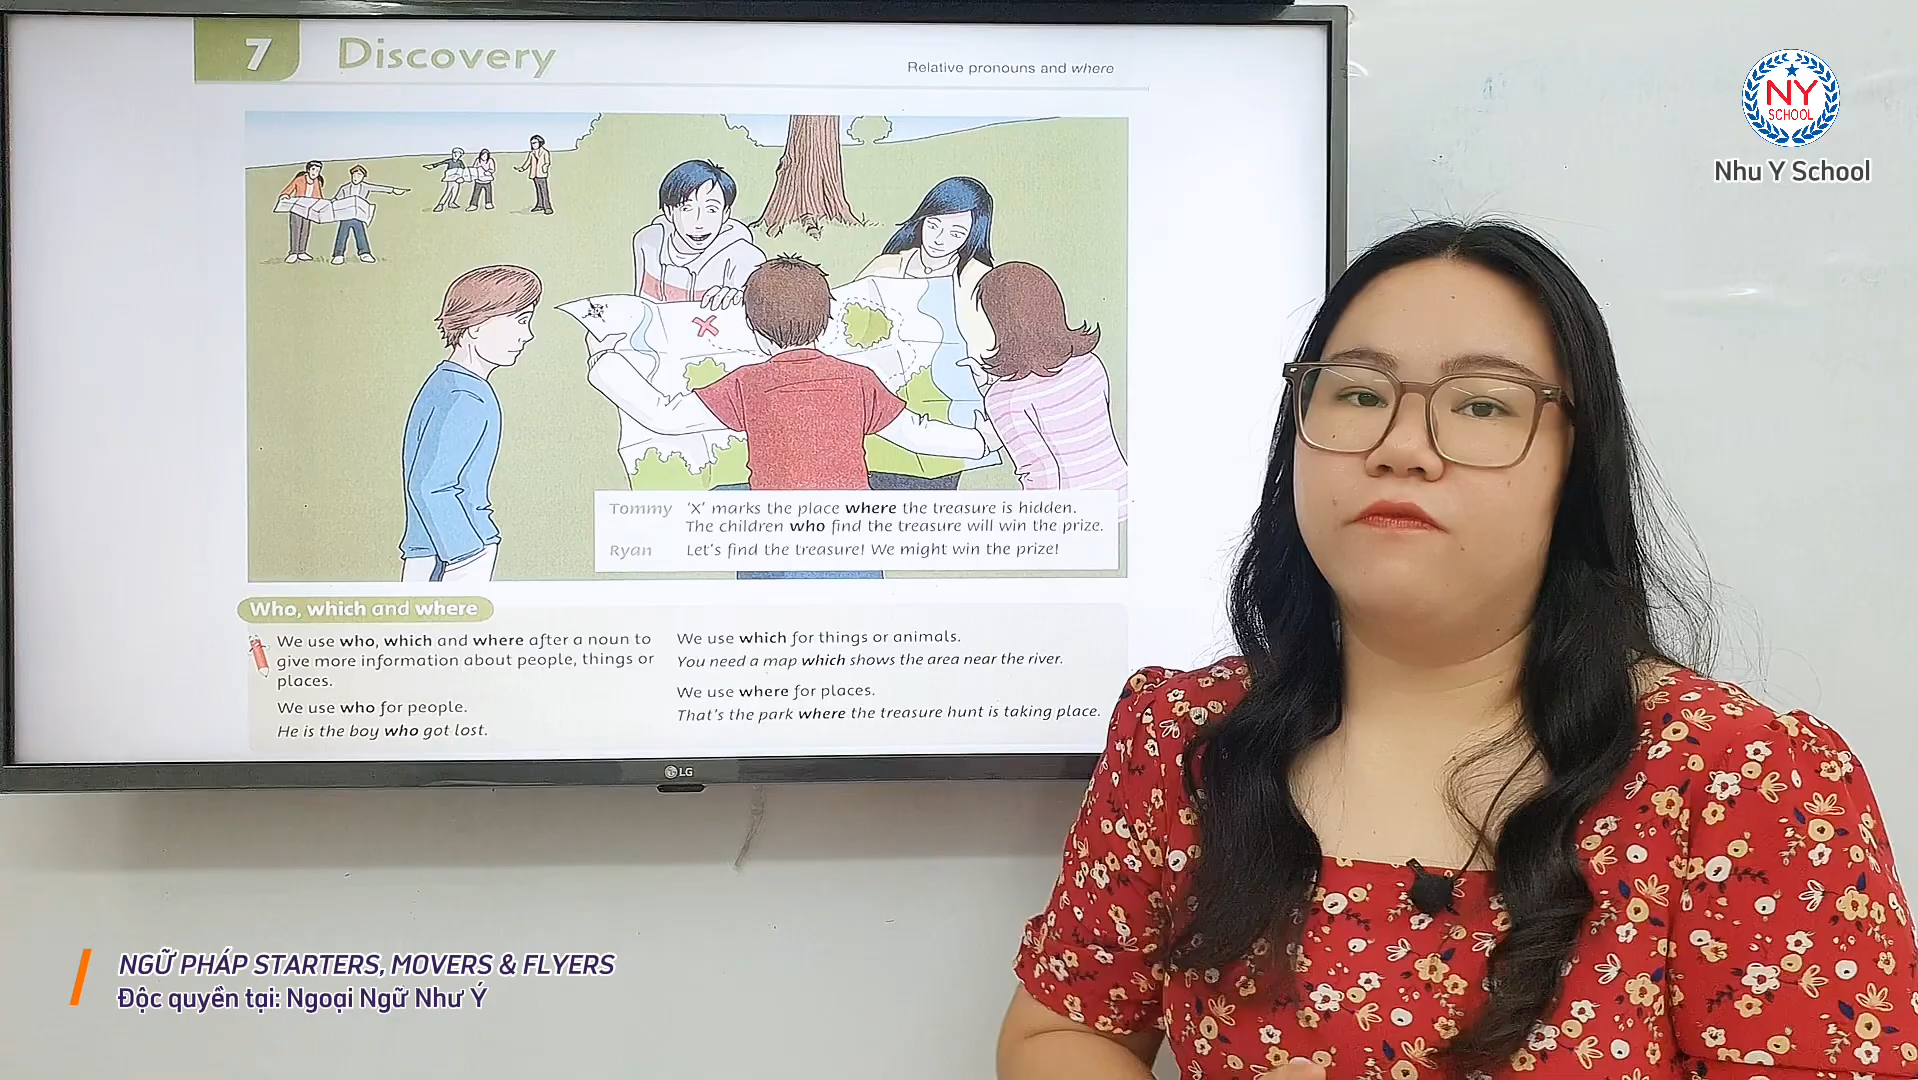 7 Discovery
Relative pronouns and where
Tommy 'X' marks the place where the treasure is hidden.
The children who find the treasure will win the prize.
Ryan Let's find the treasure! We might win the prize!
Who, which and where
We use who, which and where after a noun to
give more information about people, things or
places.
We use who for people.
He is the boy who got lost.
We use which for things or animals.
You need a map which shows the area near the river.
We use where for places.
That's the park where the treasure hunt is taking place.
LG
NY
SCHOOL
Nhu Y School
NGỮ PHÁP STARTERS, MOVERS & FLYERS
Độc quyền tại: Ngoại Ngữ Như Ý